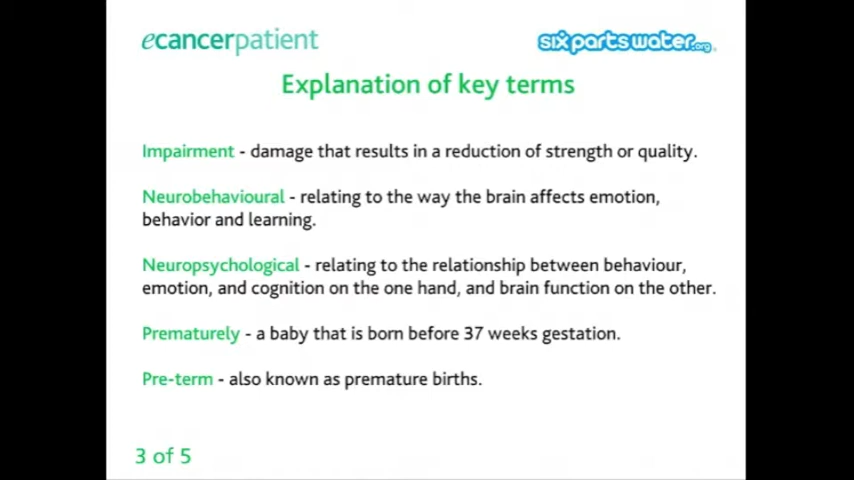 ecancerpatient
sixpartswater.org
Explanation of key terms
Impairment - damage that results in a reduction of strength or quality.
Neurobehavioural - relating to the way the brain affects emotion,
behavior and learning.
Neuropsychological - relating to the relationship between behaviour,
emotion, and cognition on the one hand, and brain function on the other.
Prematurely - a baby that is born before 37 weeks gestation.
Pre-term - also known as premature births.
3 of 5